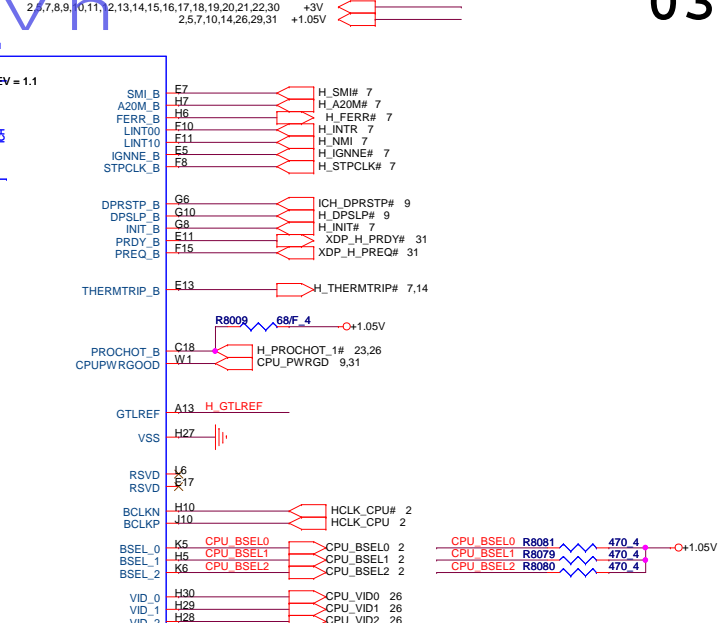 2,5,7,8,9,10,11,12,13,14,15,16,17,18,19,20,21,22,30 +3V
2,5,7,10,14,26,29,31 +1.05V
03
vn
EV = 1.1
SMI_B E7 H_SMI# 7
A20M_B H7 H_A20M# 7
FERR_B H6 H_FERR# 7
LINT00 F10 H_INTR 7
LINT10 F11 H_NMI 7
IGNNE_B E5 H_IGNNE# 7
STPCLK_B F8 H_STPCLK# 7
DPRSTP_B G6 ICH_DPRSTP# 9
DPSLP_B G10 H_DPSLP# 9
INIT_B G8 H_INIT# 7
PRDY_B E11 XDP_H_PRDY# 31
PREQ_B F15 XDP_H_PREQ# 31
THERMTRIP_B E13 H_THERMTRIP# 7,14
R8009 68/F_4 +1.05V
PROCHOT_B C18 H_PROCHOT_1# 23,26
CPUPWRGOOD W1 CPU_PWRGD 9,31
GTLREF A13 H_GTLREF
VSS H27
RSVD L6
RSVD E17
BCLKN H10 HCLK_CPU# 2
BCLKP J10 HCLK_CPU 2
BSEL_0 K5 CPU_BSEL0 CPU_BSEL0 2 CPU_BSEL0 R8081 470_4 +1.05V
BSEL_1 H5 CPU_BSEL1 CPU_BSEL1 2 CPU_BSEL1 R8079 470_4
BSEL_2 K6 CPU_BSEL2 CPU_BSEL2 2 CPU_BSEL2 R8080 470_4
VID_0 H30 CPU_VID0 26
VID_1 H29 CPU_VID1 26
VID_2 H28 CPU_VID2 26